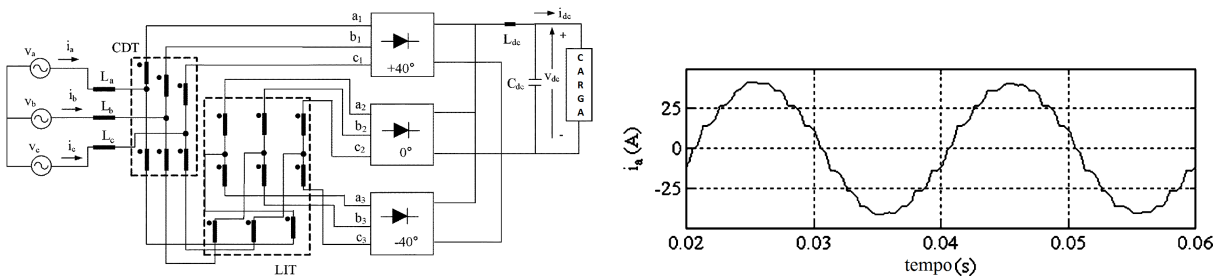 CDT
v_a
i_a
L_a
v_b
i_b
L_b
v_c
i_c
L_c
a_1
b_1
c_1
+40°
a_2
b_2
c_2
0°
a_3
b_3
c_3
-40°
LIT
L_dc
i_dc
C_dc
+
v_dc
-
CARGA
i_a (A)
25
0
-25
0.02
0.03
0.04
0.05
0.06
tempo(s)